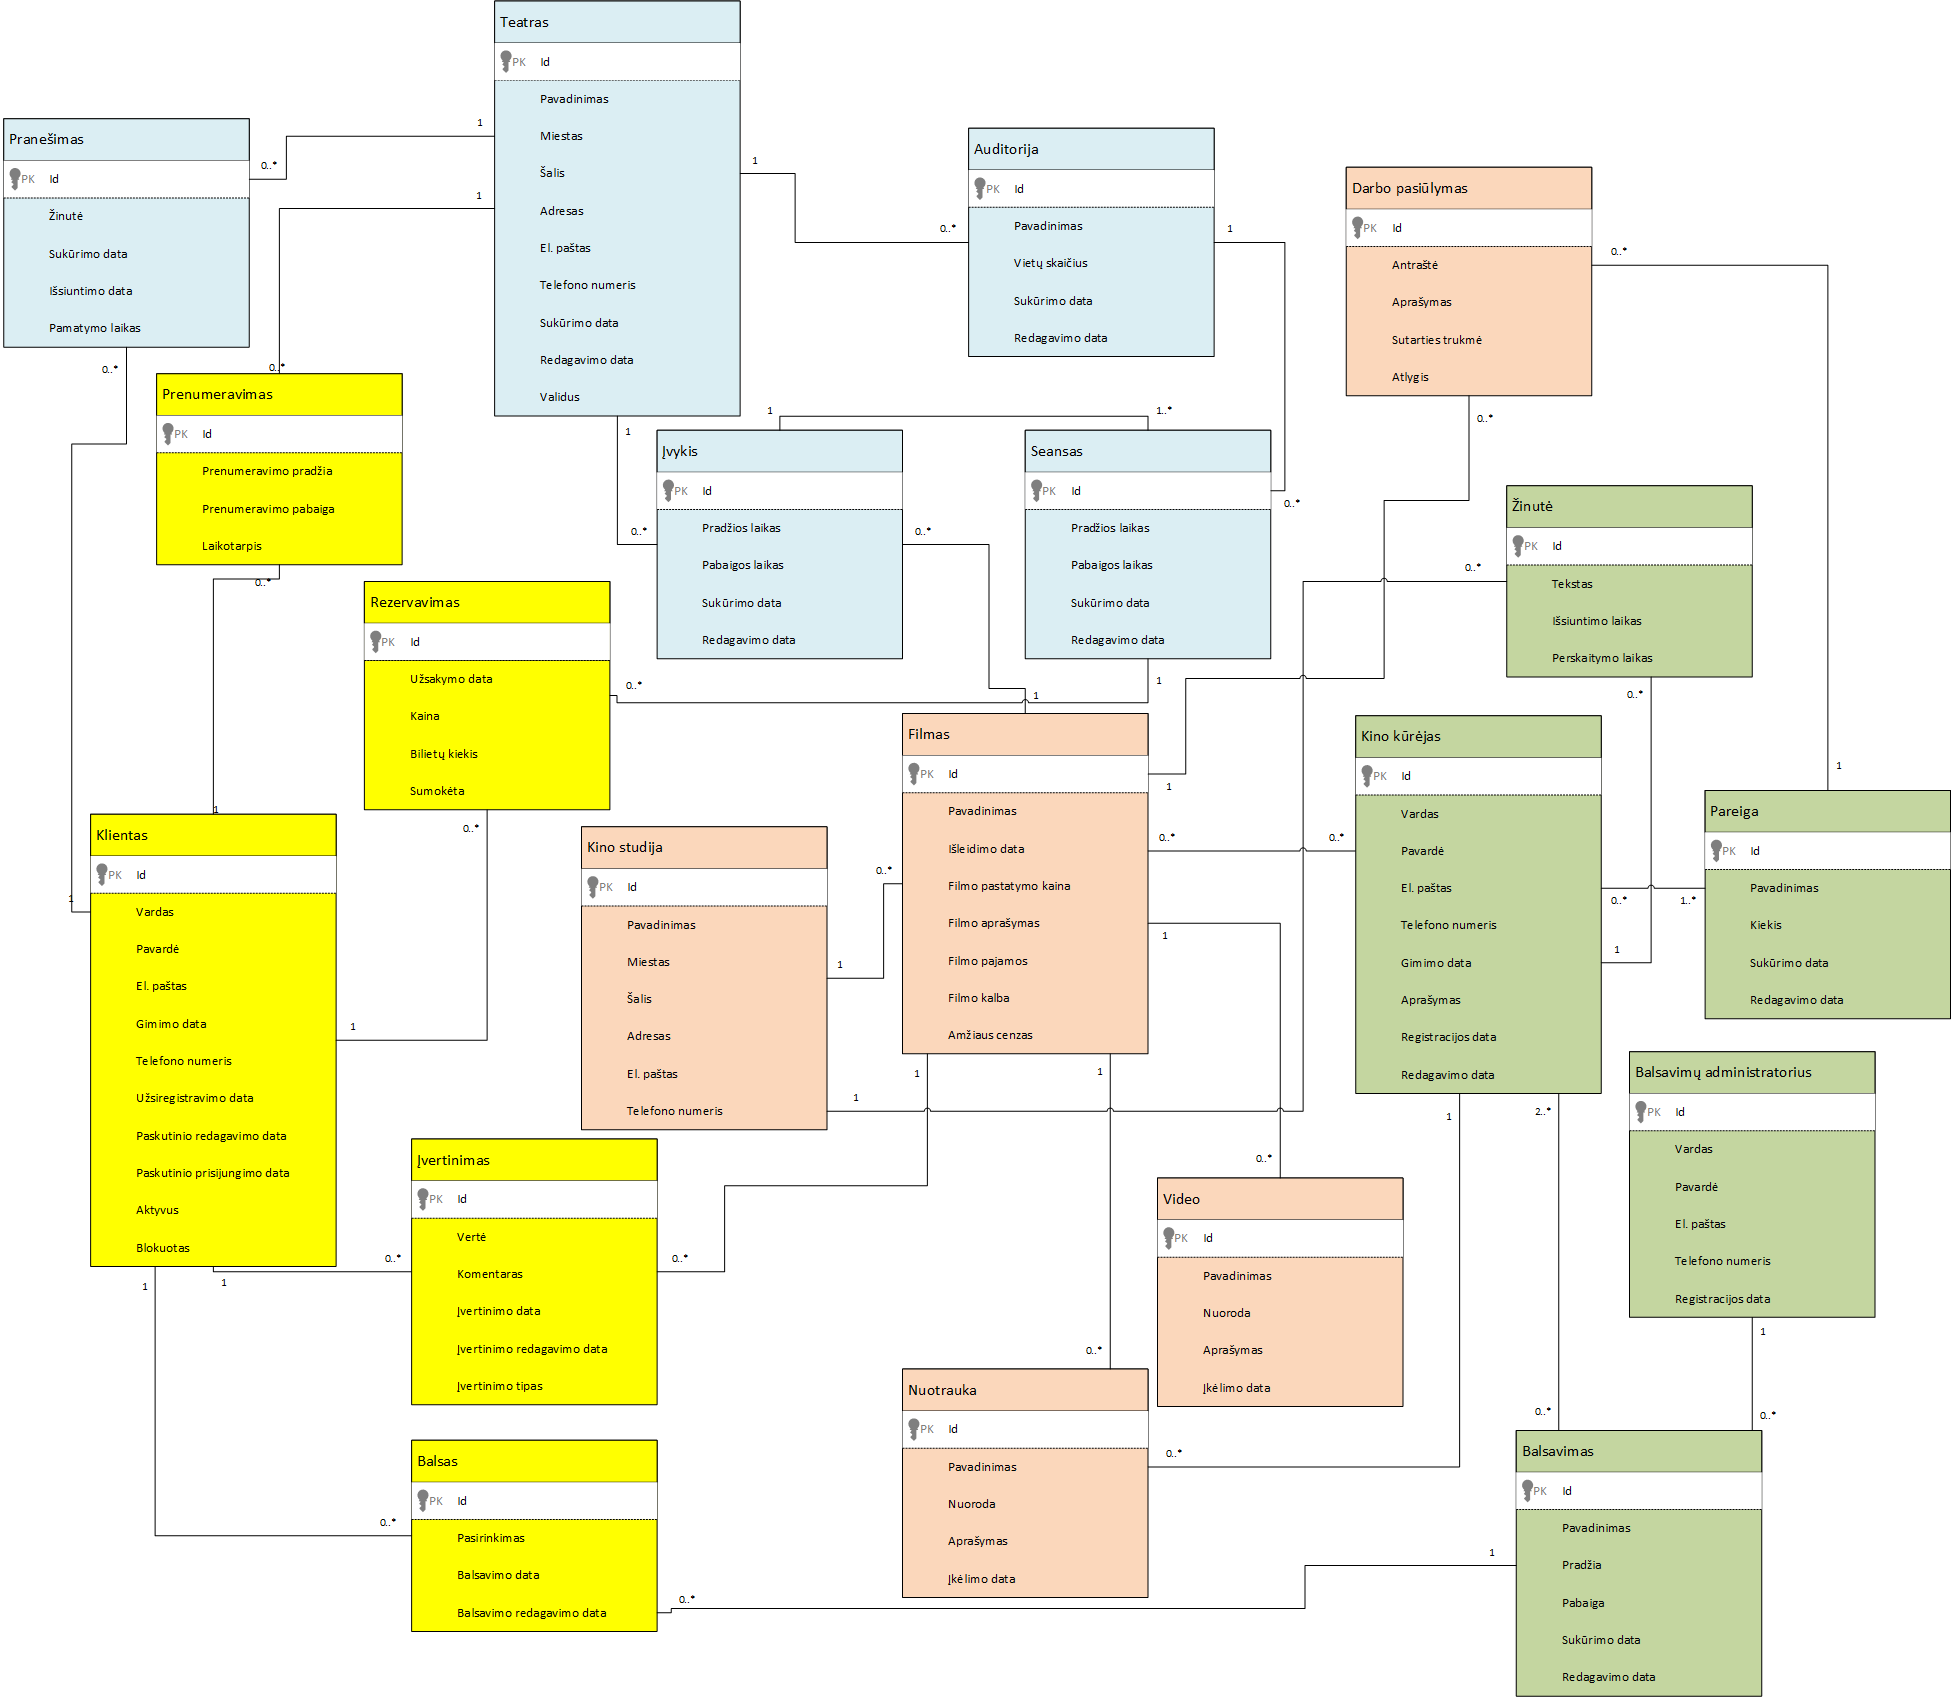 Teatras
PK Id
Pavadinimas
Miestas
Šalis
Adresas
El. paštas
Telefono numeris
Sukūrimo data
Redagavimo data
Validus
1
0..*
1
0..*
1
0..*
1
0..*
Pranešimas
PK Id
Žinutė
Sukūrimo data
Išsiuntimo data
Pamatymo laikas
0..*
1
Auditorija
PK Id
Pavadinimas
Vietų skaičius
Sukūrimo data
Redagavimo data
1
0..*
Darbo pasiūlymas
PK Id
Antraštė
Aprašymas
Sutarties trukmė
Atlygis
0..*
1
0..*
1
Prenumeravimas
PK Id
Prenumeravimo pradžia
Prenumeravimo pabaiga
Laikotarpis
0..*
1
Įvykis
PK Id
Pradžios laikas
Pabaigos laikas
Sukūrimo data
Redagavimo data
1
1..*
0..*
1
Seansas
PK Id
Pradžios laikas
Pabaigos laikas
Sukūrimo data
Redagavimo data
1
0..*
Žinutė
PK Id
Tekstas
Išsiuntimo laikas
Perskaitymo laikas
0..*
1
0..*
1
Rezervavimas
PK Id
Užsakymo data
Kaina
Bilietų kiekis
Sumokėta
0..*
1
Filmas
PK Id
Pavadinimas
Išleidimo data
Filmo pastatymo kaina
Filmo aprašymas
Filmo pajamos
Filmo kalba
Amžiaus cenzas
0..*
0..*
1
0..*
1
0..*
1
0..*
Kino kūrėjas
PK Id
Vardas
Pavardė
El. paštas
Telefono numeris
Gimimo data
Aprašymas
Registracijos data
Redagavimo data
0..*
1..*
1
0..*
2..*
0..*
Pareiga
PK Id
Pavadinimas
Kiekis
Sukūrimo data
Redagavimo data
Klientas
PK Id
Vardas
Pavardė
El. paštas
Gimimo data
Telefono numeris
Užsiregistravimo data
Paskutinio redagavimo data
Paskutinio prisijungimo data
Aktyvus
Blokuotas
1
0..*
1
0..*
Kino studija
PK Id
Pavadinimas
Miestas
Šalis
Adresas
El. paštas
Telefono numeris
1
0..*
Balsavimų administratorius
PK Id
Vardas
Pavardė
El. paštas
Telefono numeris
Registracijos data
1
0..*
Įvertinimas
PK Id
Vertė
Komentaras
Įvertinimo data
Įvertinimo redagavimo data
Įvertinimo tipas
Video
PK Id
Pavadinimas
Nuoroda
Aprašymas
Įkėlimo data
Nuotrauka
PK Id
Pavadinimas
Nuoroda
Aprašymas
Įkėlimo data
Balsas
PK Id
Pasirinkimas
Balsavimo data
Balsavimo redagavimo data
0..*
1
Balsavimas
PK Id
Pavadinimas
Pradžia
Pabaiga
Sukūrimo data
Redagavimo data